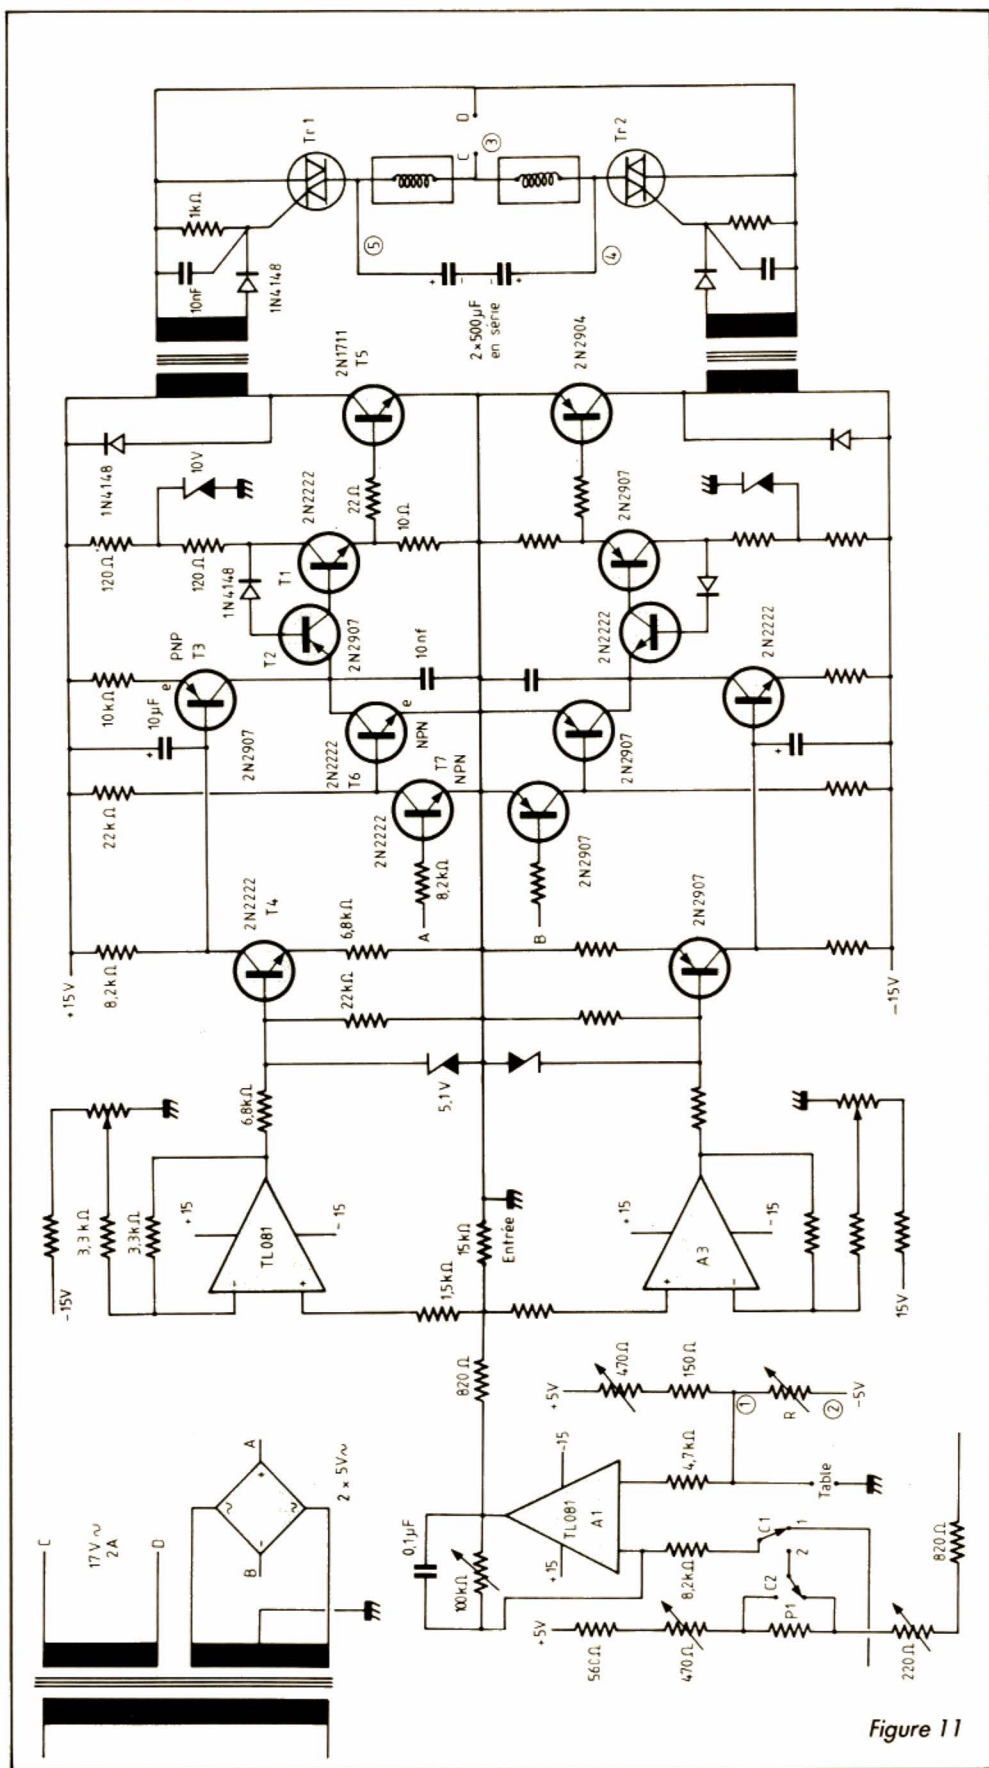 Tr 1
1kΩ
10nF
1N4148
C
D
③
⑤
④
+
-
-
+
2×500µF
en série
Tr 2
2N1711
T5
2N2904
1N4148
10V
120Ω
120Ω
1N4148
2N2222
T1
22Ω
10Ω
2N2907
T2
2N2907
10nf
2N2222
PNP
T3
e
10kΩ
10µF
+
2N2907
2N2222
T6
e
NPN
T7
NPN
2N2222
2N2907
2N2907
2N2222
+
22kΩ
8,2kΩ
A
B
2N2222
T4
6,8kΩ
22kΩ
2N2907
8,2kΩ
+15V
-15V
5,1V
6,8kΩ
3,3kΩ
3,3kΩ
-15V
+15
-15
TL081
-
+
15kΩ
Entrée
1,5kΩ
A3
+
-
+15
-15
15V
820Ω
+5V
470Ω
150Ω
①
R
②
-5V
4,7kΩ
Table
0,1µF
100kΩ
TL081
A1
+15
-15
8,2kΩ
C1
1
2
C2
P1
+5V
56CΩ
470Ω
220Ω
820Ω
C
17V~
2A
D
A
B
+
-
~
~
2 × 5V~
Figure 11